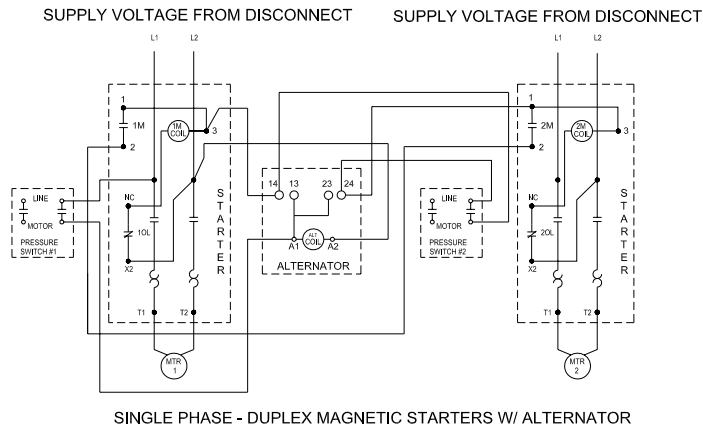 SUPPLY VOLTAGE FROM DISCONNECT
SUPPLY VOLTAGE FROM DISCONNECT
L1
L2
L1
L2
1
1M
2
1M
COIL
3
14
13
23
24
1
2M
2
2M
COIL
3
LINE
MOTOR
PRESSURE
SWITCH #1
NC
1OL
X2
STARTER
A1
ALT
COIL
A2
ALTERNATOR
LINE
MOTOR
PRESSURE
SWITCH #2
NC
2OL
X2
STARTER
T1
T2
T1
T2
MTR
1
MTR
2
SINGLE PHASE - DUPLEX MAGNETIC STARTERS W/ ALTERNATOR